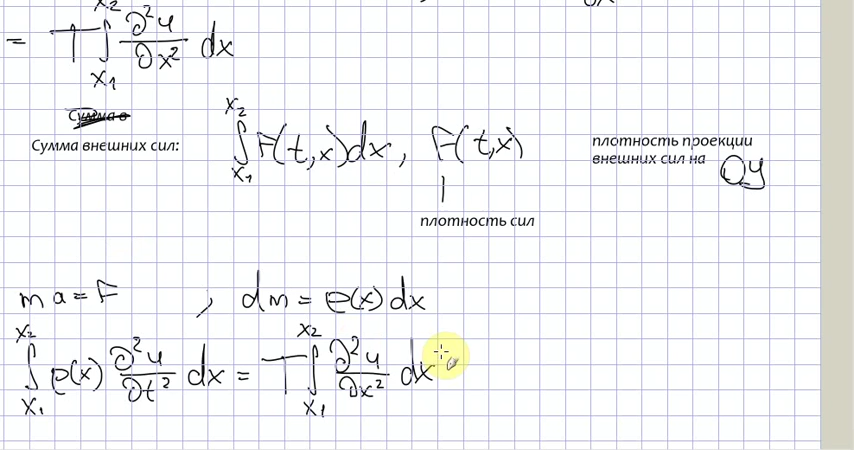 = T ∫_{x₁}^{x₂} ∂²u/∂x² dx
Сумма внешних сил: ∫_{x₁}^{x₂} F(t,x)dx, F(t,x) плотность проекции внешних сил на Oy
плотность сил
ma = F , dm = ρ(x)dx
∫_{x₁}^{x₂} ρ(x) ∂²u/∂t² dx = T ∫_{x₁}^{x₂} ∂²u/∂x² dx